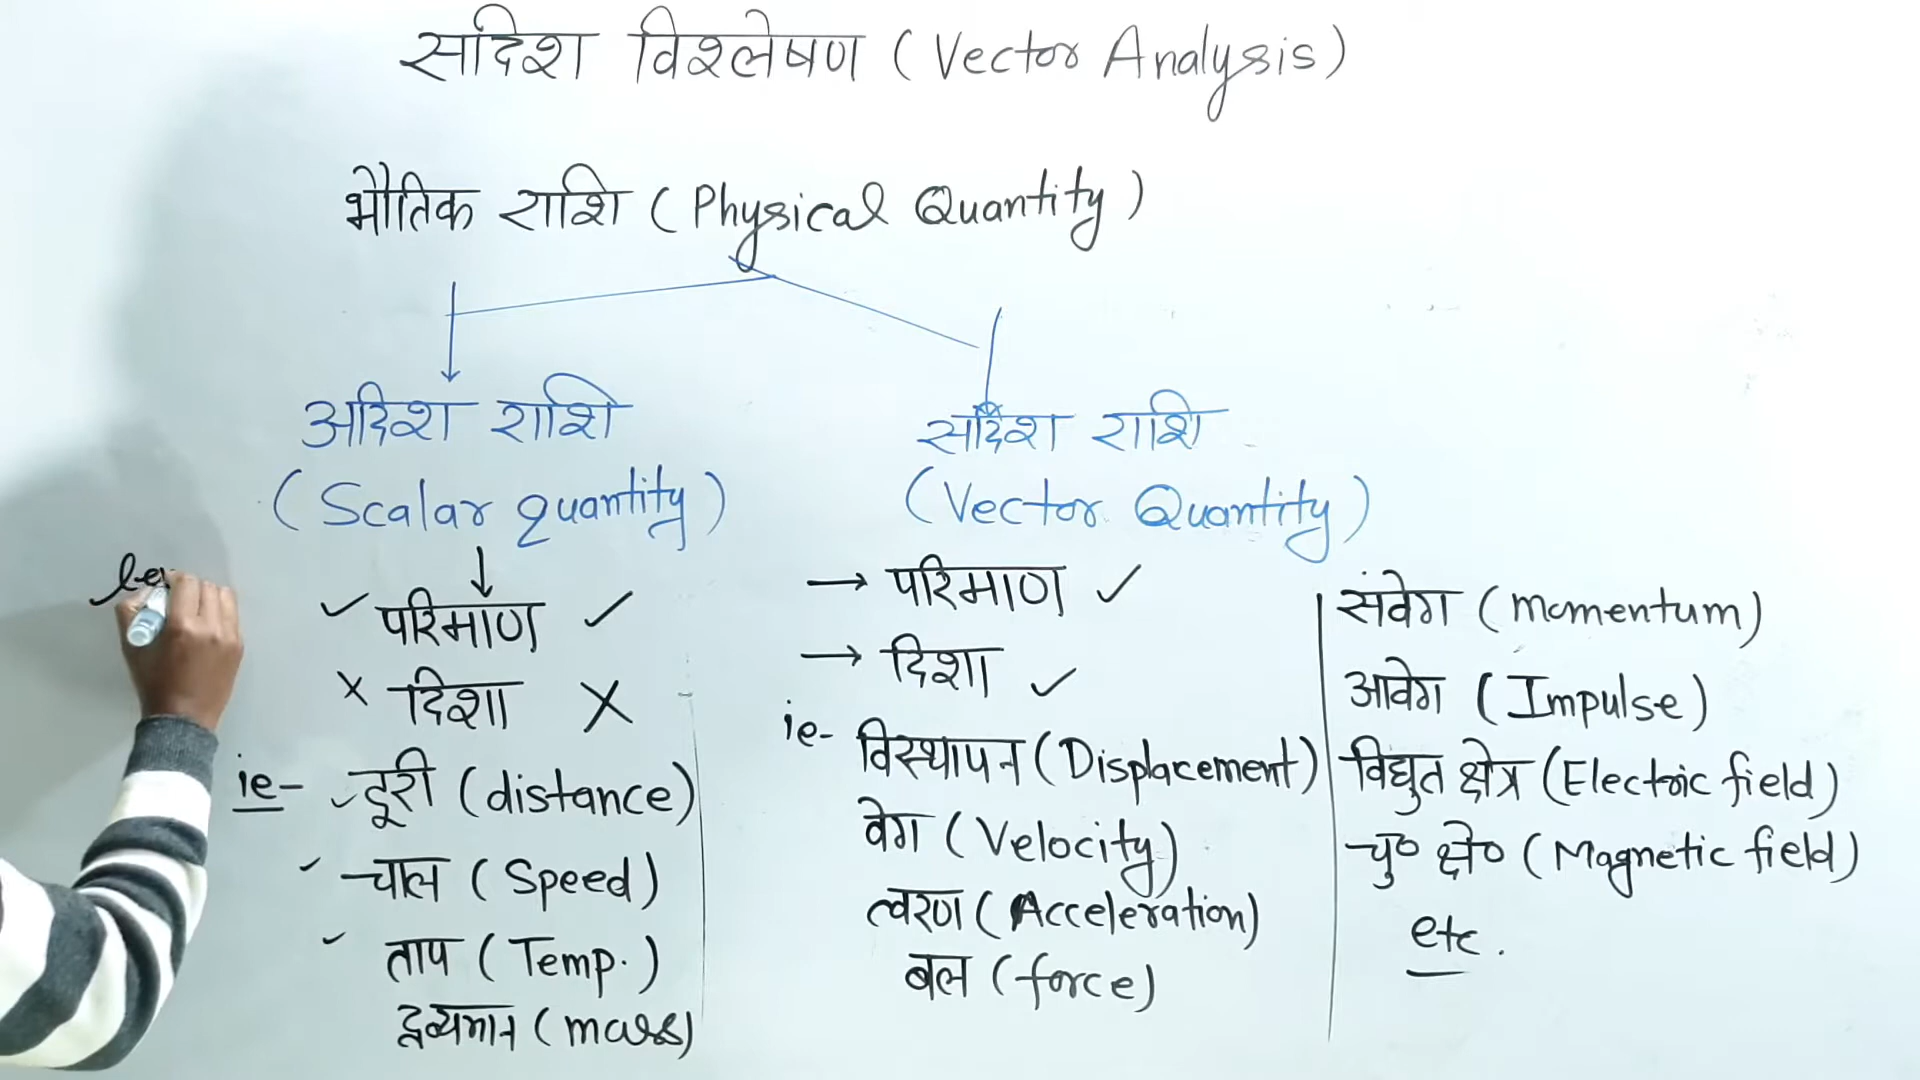 सदिश विश्लेषण (Vector Analysis)
भौतिक राशि (Physical Quantity)
अदिश राशि
(Scalar quantity)
↓
✓ परिमाण ✓
x दिशा X
ie- ✓ दूरी (distance)
✓ चाल (Speed)
✓ ताप (Temp.)
द्रव्यमान (mass)
सदिश राशि
(Vector Quantity)
→ परिमाण ✓
→ दिशा ✓
ie- विस्थापन (Displacement)
वेग (Velocity)
त्वरण (Acceleration)
बल (force)
संवेग (momentum)
आवेग (Impulse)
विद्युत क्षेत्र (Electric field)
चु० क्षे० (Magnetic field)
etc.